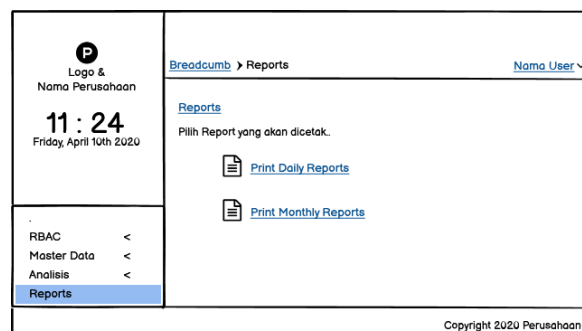 P
Logo &
Nama Perusahaan
11 : 24
Friday, April 10th 2020
.
RBAC <
Master Data <
Analisis <
Reports
Breadcumb > Reports
Nama User
Reports
Pilih Report yang akan dicetak..
Print Daily Reports
Print Monthly Reports
Copyright 2020 Perusahaan